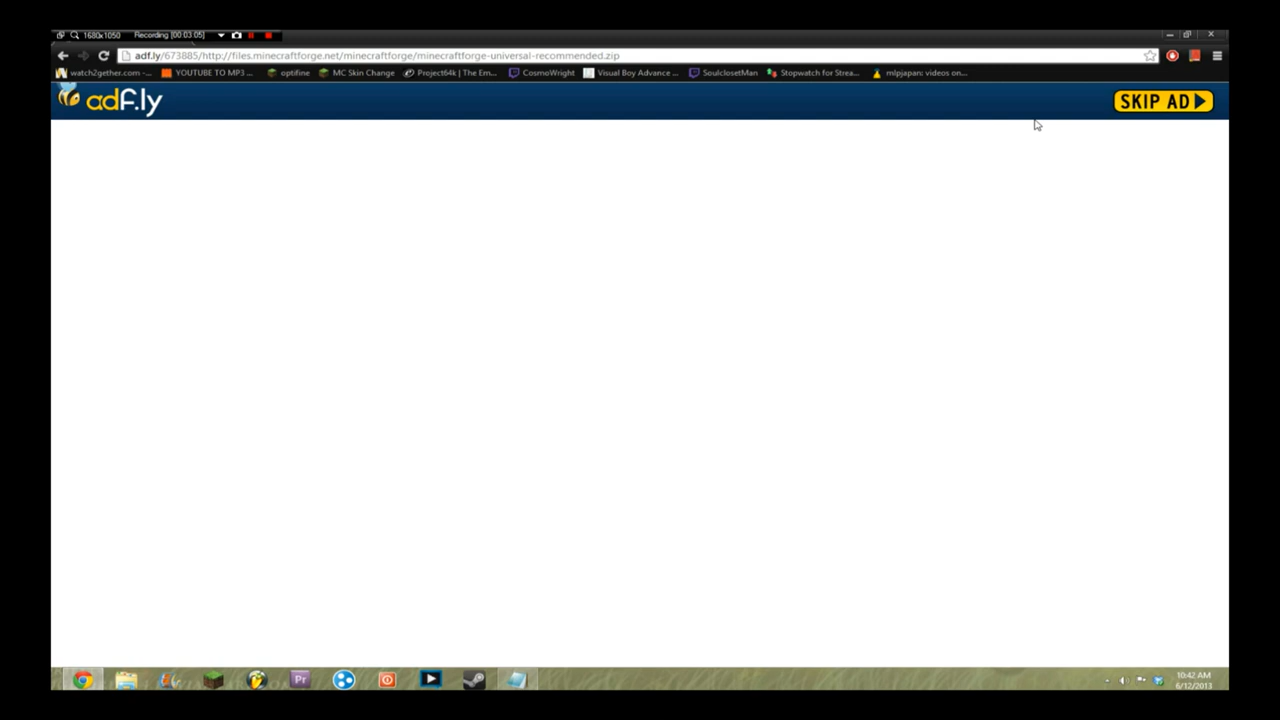 1680x1050 Recording [00:03:05]
adf.ly/673885/http://files.minecraftforge.net/minecraftforge/minecraftforge-universal-recommended.zip
watch2gether.com -... YOUTUBE TO MP3 ... optifine MC Skin Change Project64k | The Em... CosmoWright Visual Boy Advance ... SoulclosetMan Stopwatch for Strea... mlpjapan: videos on...
adf.ly SKIP AD
Pr
10:42 AM
6/12/2013